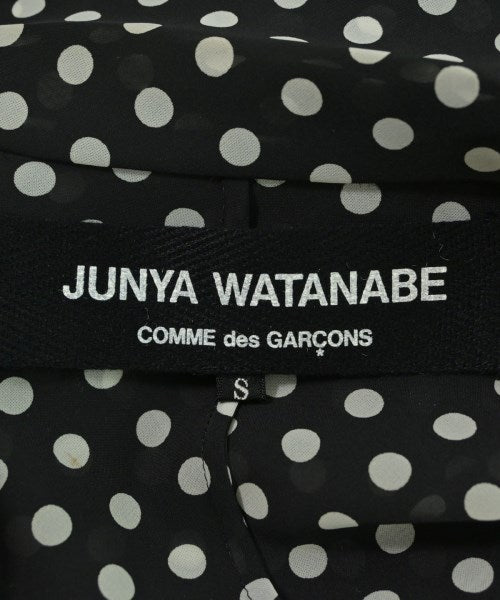 JUNYA WATANABE
COMME des GARÇONS
*
S